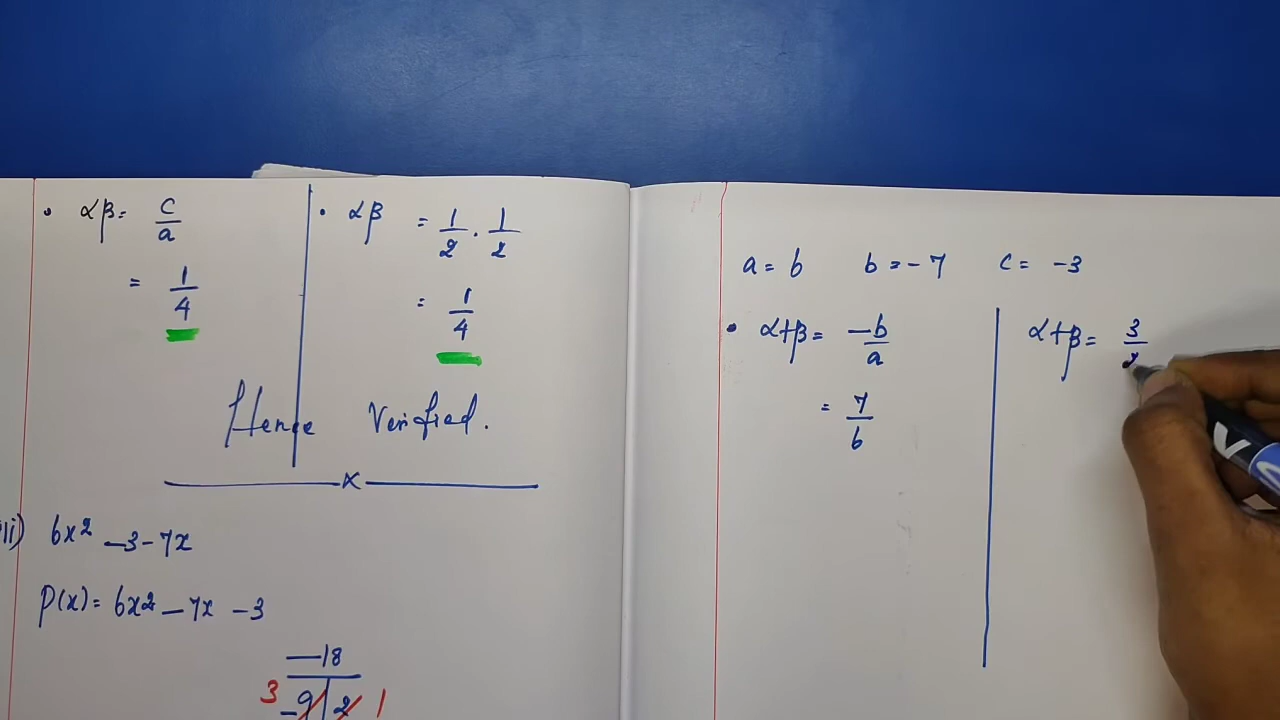 • αβ = c/a
= 1/4
• αβ = 1/2 . 1/2
= 1/4
Hence Verified.
x
ii) 6x² - 3 - 7x
p(x) = 6x² - 7x - 3
-18
3 -9 | 2 1
a = 6 b = -7 c = -3
• α+β = -b/a
= 7/6
α+β = 3/2